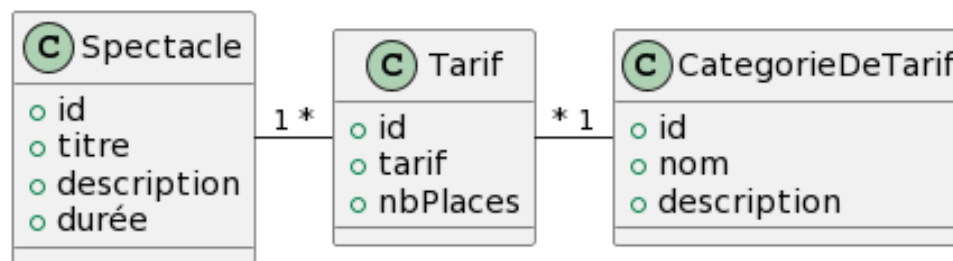 C Spectacle
id
titre
description
durée
1 *
C Tarif
id
tarif
nbPlaces
* 1
C CategorieDeTarif
id
nom
description